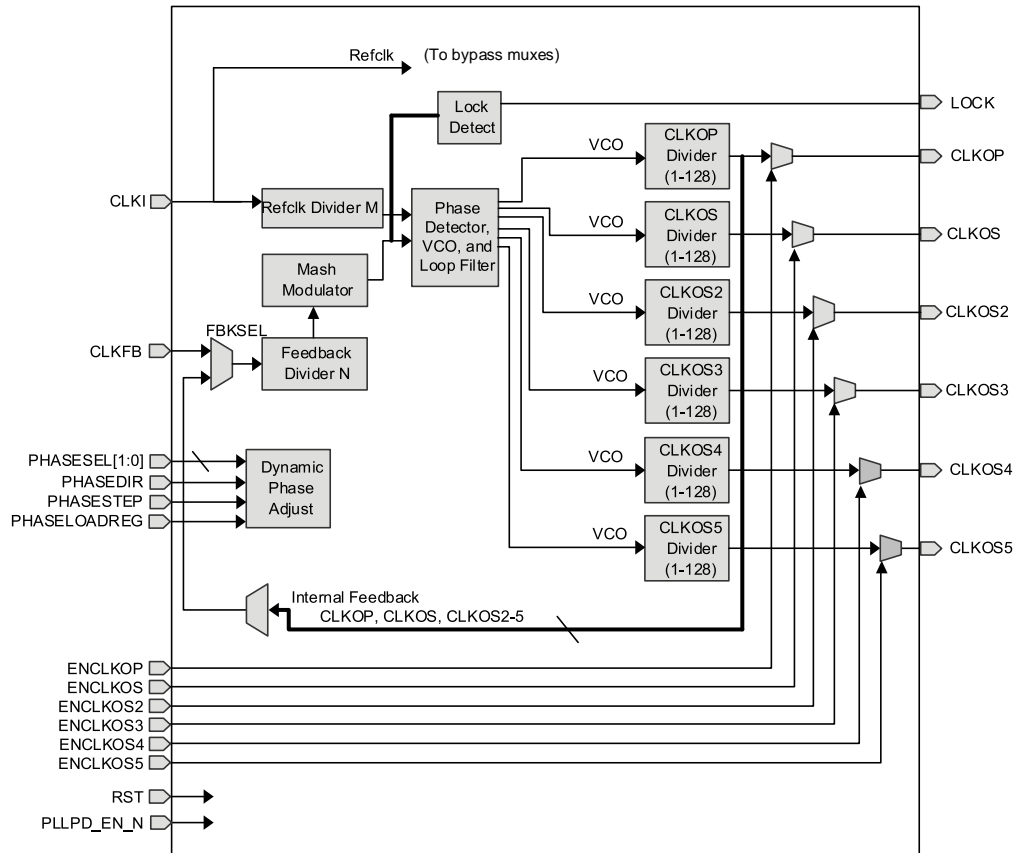 Refclk (To bypass muxes)
Lock
Detect
LOCK
VCO
CLKOP
Divider
(1-128)
CLKOP
CLKI
Refclk Divider M
Phase
Detector,
VCO, and
Loop Filter
VCO
CLKOS
Divider
(1-128)
CLKOS
Mash
Modulator
VCO
CLKOS2
Divider
(1-128)
CLKOS2
FBKSEL
CLKFB
Feedback
Divider N
VCO
CLKOS3
Divider
(1-128)
CLKOS3
PHASESEL[1:0]
PHASEDIR
PHASESTEP
PHASELOADREG
Dynamic
Phase
Adjust
VCO
CLKOS4
Divider
(1-128)
CLKOS4
VCO
CLKOS5
Divider
(1-128)
CLKOS5
Internal Feedback
CLKOP, CLKOS, CLKOS2-5
ENCLKOP
ENCLKOS
ENCLKOS2
ENCLKOS3
ENCLKOS4
ENCLKOS5
RST
PLLPD_EN_N